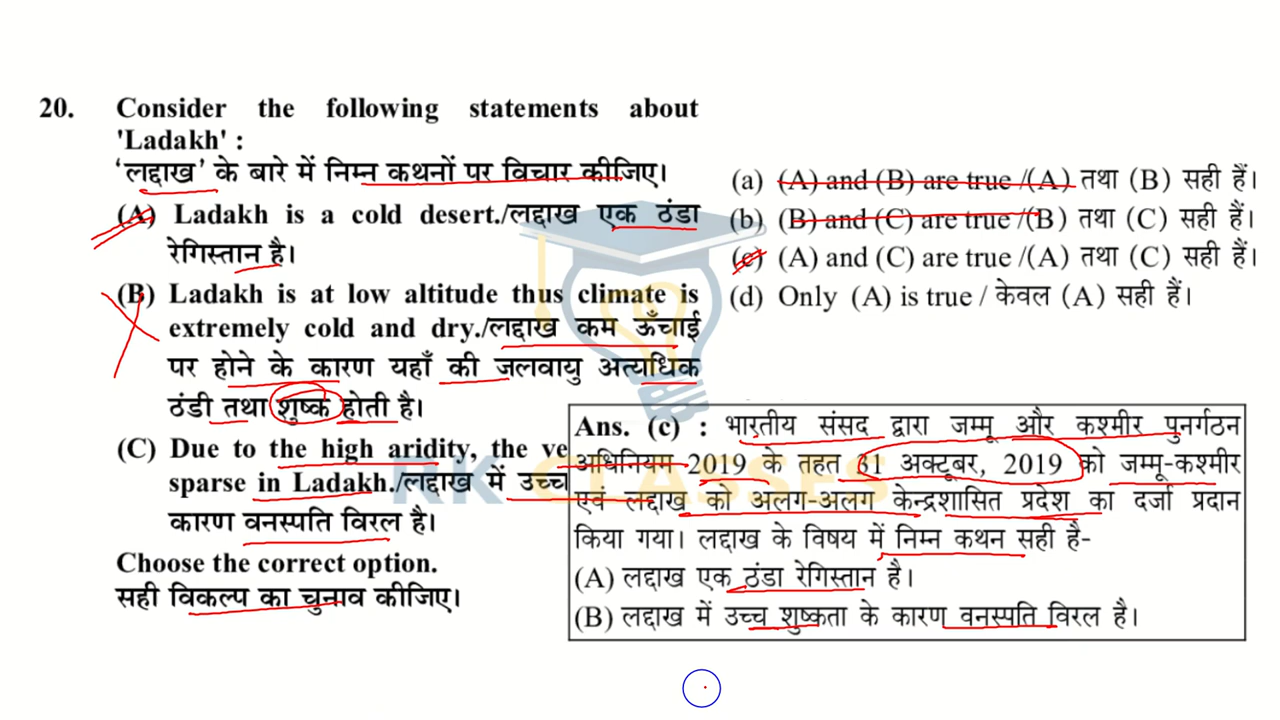 20. Consider the following statements about
'Ladakh' :
‘लद्दाख’ के बारे में निम्न कथनों पर विचार कीजिए।
(A) Ladakh is a cold desert./लद्दाख एक ठंडा
रेगिस्तान है।
(B) Ladakh is at low altitude thus climate is
extremely cold and dry./लद्दाख कम ऊँचाई
पर होने के कारण यहाँ की जलवायु अत्यधिक
ठंडी तथा शुष्क होती है।
(C) Due to the high aridity, the ve
sparse in Ladakh./लद्दाख में उच्च
कारण वनस्पति विरल है।
Choose the correct option.
सही विकल्प का चुनाव कीजिए।
(a) (A) and (B) are true /(A) तथा (B) सही हैं।
(b) (B) and (C) are true /(B) तथा (C) सही हैं।
(c) (A) and (C) are true /(A) तथा (C) सही हैं।
(d) Only (A) is true / केवल (A) सही हैं।
Ans. (c) : भारतीय संसद द्वारा जम्मू और कश्मीर पुनर्गठन
अधिनियम 2019 के तहत 31 अक्टूबर, 2019 को जम्मू-कश्मीर
एवं लद्दाख को अलग-अलग केन्द्रशासित प्रदेश का दर्जा प्रदान
किया गया। लद्दाख के विषय में निम्न कथन सही है-
(A) लद्दाख एक ठंडा रेगिस्तान है।
(B) लद्दाख में उच्च शुष्कता के कारण वनस्पति विरल है।
RK CLASSES